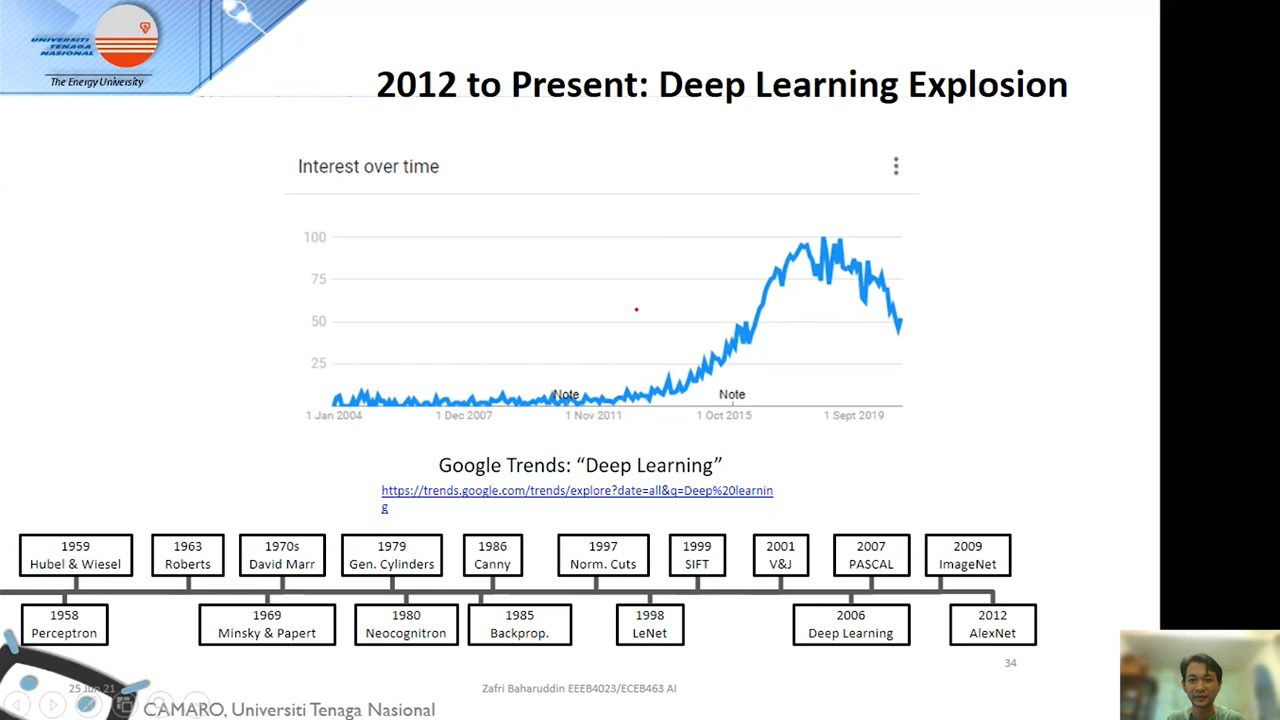 UNIVERSITI
TENAGA
NASIONAL
The Energy University
2012 to Present: Deep Learning Explosion
Interest over time
100
75
50
25
Note
Note
1 Jan 2004
1 Dec 2007
1 Nov 2011
1 Oct 2015
1 Sept 2019
Google Trends: “Deep Learning”
https://trends.google.com/trends/explore?date=all&q=Deep%20learnin
g
1959
Hubel & Wiesel
1963
Roberts
1970s
David Marr
1979
Gen. Cylinders
1986
Canny
1997
Norm. Cuts
1999
SIFT
2001
V&J
2007
PASCAL
2009
ImageNet
1958
Perceptron
1969
Minsky & Papert
1980
Neocognitron
1985
Backprop.
1998
LeNet
2006
Deep Learning
2012
AlexNet
34
25 Jun 21
Zafri Baharuddin EEEB4023/ECEB463 AI
CAMARO, Universiti Tenaga Nasional